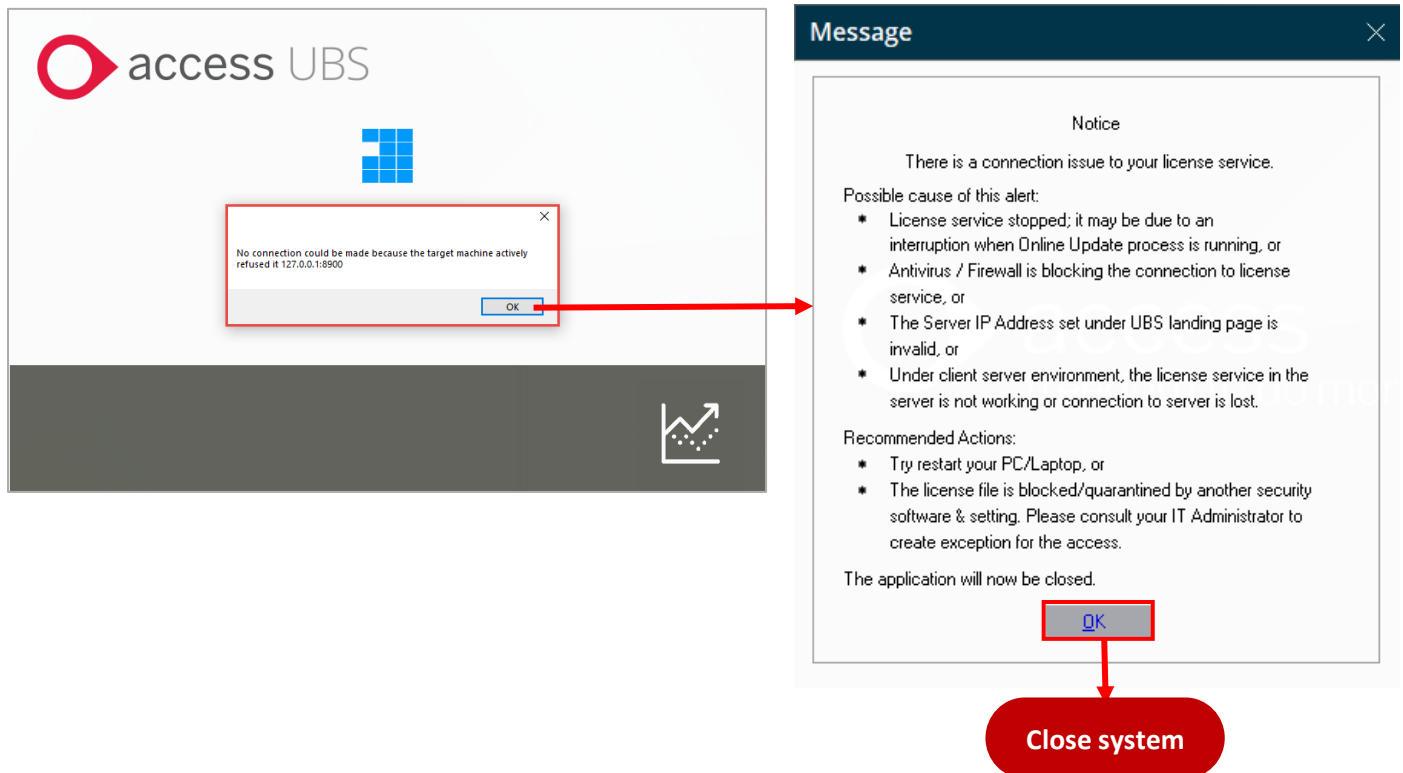 access UBS
No connection could be made because the target machine actively
refused it 127.0.0.1:8900
OK
Message
Notice
There is a connection issue to your license service.
Possible cause of this alert:
* License service stopped; it may be due to an
interruption when Online Update process is running, or
* Antivirus / Firewall is blocking the connection to license
service, or
* The Server IP Address set under UBS landing page is
invalid, or
* Under client server environment, the license service in the
server is not working or connection to server is lost.
Recommended Actions:
* Try restart your PC/Laptop, or
* The license file is blocked/quarantined by another security
software & setting. Please consult your IT Administrator to
create exception for the access.
The application will now be closed.
OK
Close system